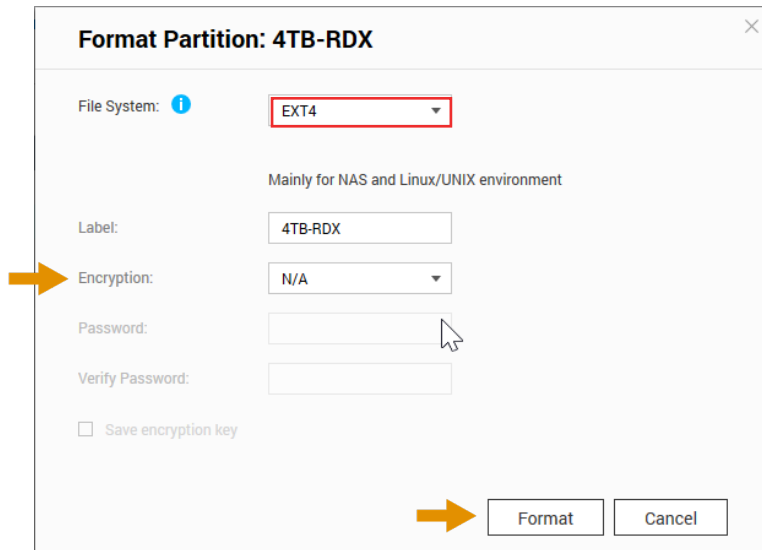 Format Partition: 4TB-RDX
File System: i EXT4
Mainly for NAS and Linux/UNIX environment
Label: 4TB-RDX
Encryption: N/A
Password:
Verify Password:
Save encryption key
Format Cancel